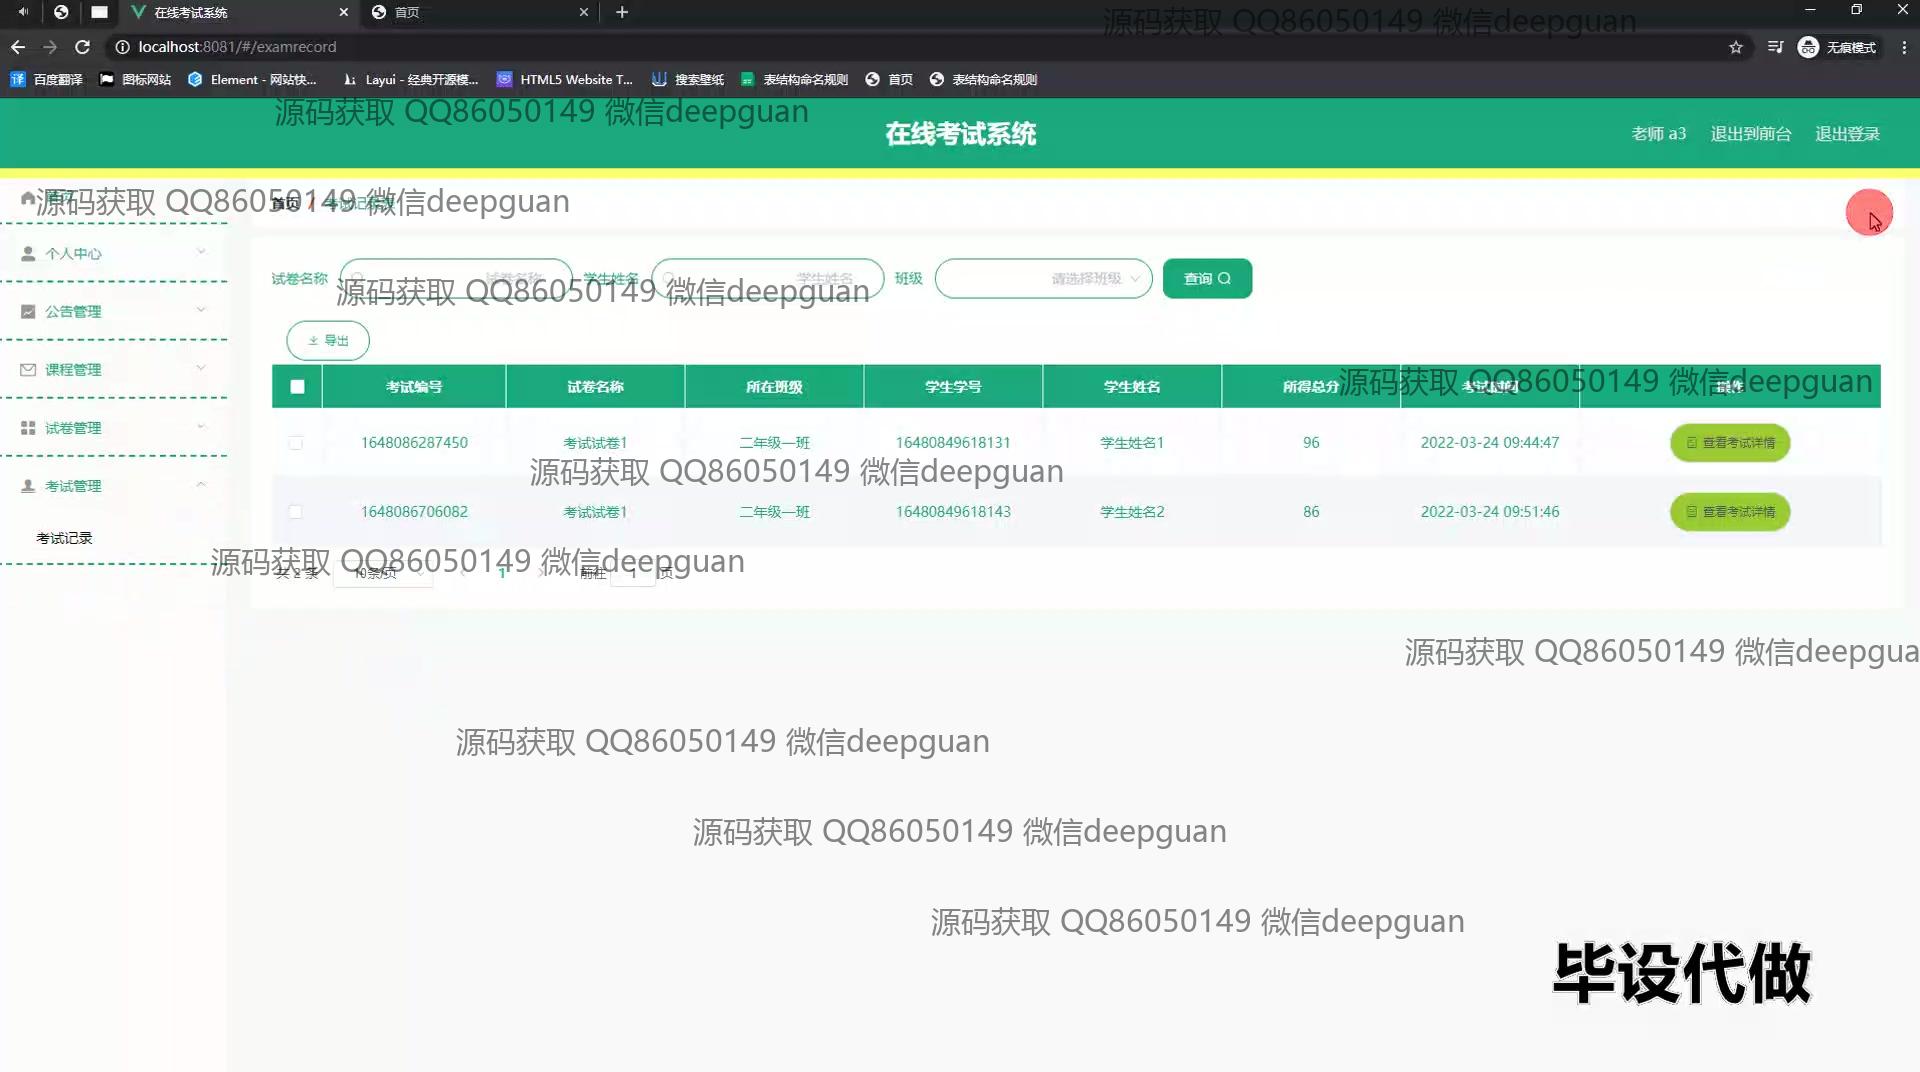 在线考试系统
首页
localhost:8081/#/examrecord
无痕模式
百度翻译
图标网站
Element - 网站快...
Layui - 经典开源模...
HTML5 Website T...
搜索壁纸
表结构命名规则
首页
表结构命名规则
源码获取 QQ86050149 微信deepguan
源码获取 QQ86050149 微信deepguan
在线考试系统
老师 a3
退出到前台
退出登录
源码获取 QQ86050149 微信deepguan
首页
个人中心
公告管理
课程管理
试卷管理
考试管理
考试记录
试卷名称 试卷名称
学生姓名 学生姓名
班级 请选择班级
查询
源码获取 QQ86050149 微信deepguan
导出
考试编号 试卷名称 所在班级 学生学号 学生姓名 所得总分 考试时间 操作
源码获取 QQ86050149 微信deepguan
1648086287450 考试试卷1 二年级一班 16480849618131 学生姓名1 96 2022-03-24 09:44:47 查看考试详情
源码获取 QQ86050149 微信deepguan
1648086706082 考试试卷1 二年级一班 16480849618143 学生姓名2 86 2022-03-24 09:51:46 查看考试详情
源码获取 QQ86050149 微信deepguan
共 2 条 10条/页 1 前往 1 页
源码获取 QQ86050149 微信deepgua
源码获取 QQ86050149 微信deepguan
源码获取 QQ86050149 微信deepguan
源码获取 QQ86050149 微信deepguan
毕设代做